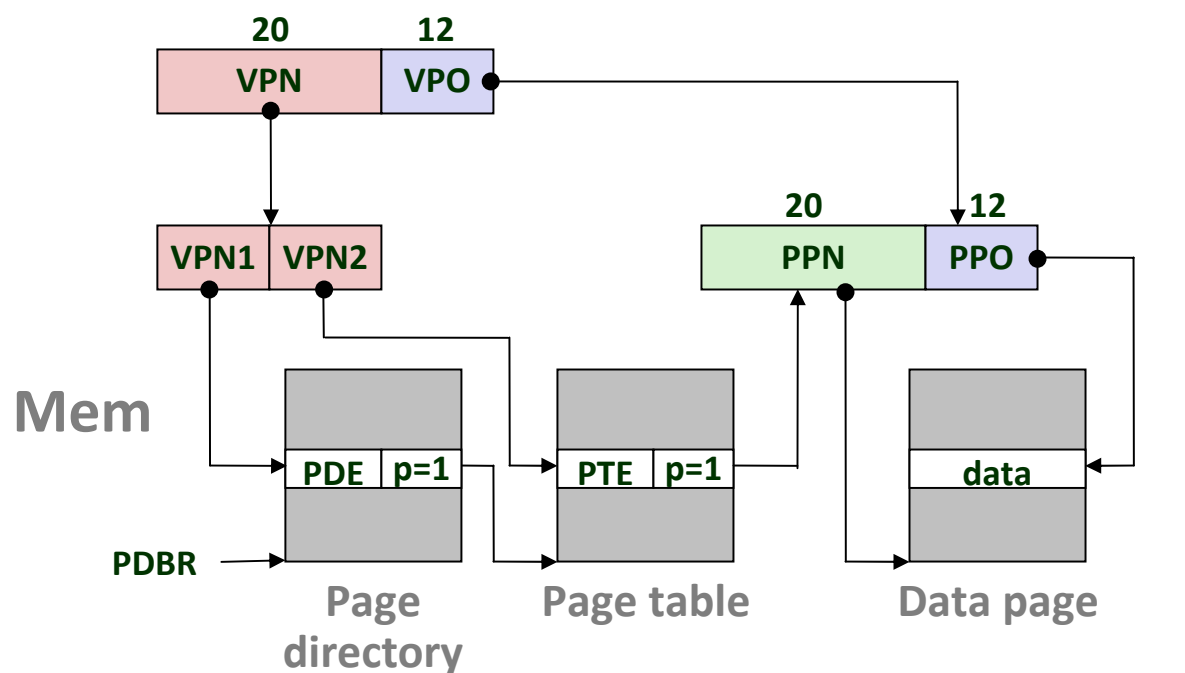 20 12
VPN VPO
20 12
VPN1 VPN2 PPN PPO
Mem
PDE p=1 PTE p=1 data
PDBR
Page Page table Data page
directory